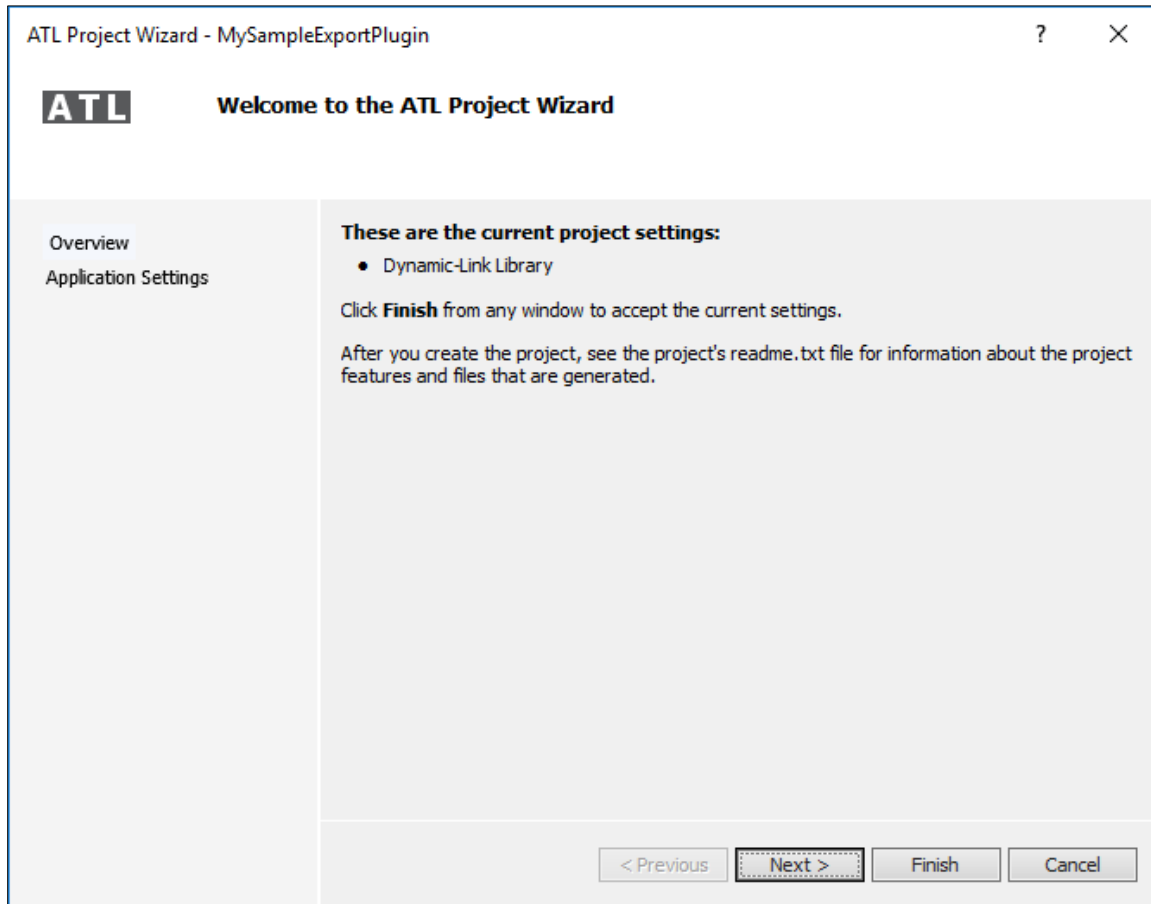 ATL Project Wizard - MySampleExportPlugin ? ×
ATL
Welcome to the ATL Project Wizard
Overview
Application Settings
These are the current project settings:
• Dynamic-Link Library
Click Finish from any window to accept the current settings.
After you create the project, see the project's readme.txt file for information about the project
features and files that are generated.
< Previous
Next >
Finish
Cancel